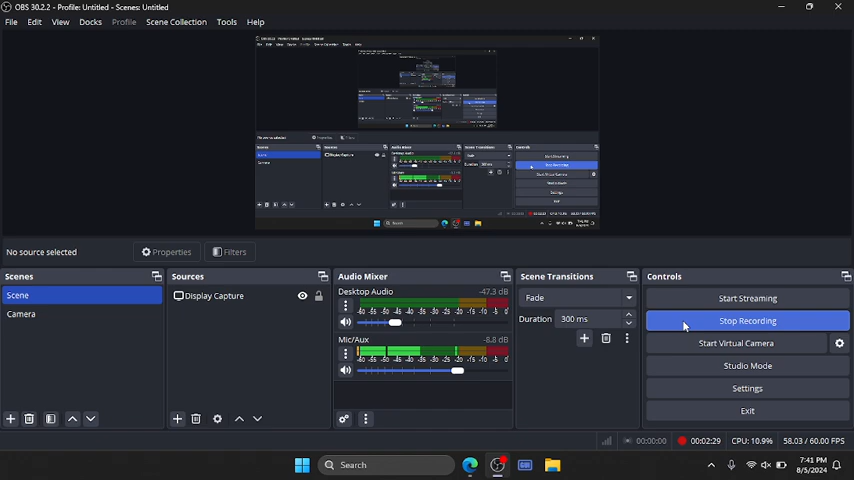 OBS 30.2.2 - Profile: Untitled - Scenes: Untitled
File Edit View Docks Profile Scene Collection Tools Help
No source selected
Properties
Filters
Scenes
Scene
Camera
Sources
Display Capture
Audio Mixer
Desktop Audio -47.3 dB
-60 -55 -50 -45 -40 -35 -30 -25 -20 -15 -10 -5 0
Mic/Aux -8.8 dB
-60 -55 -50 -45 -40 -35 -30 -25 -20 -15 -10 -5 0
Scene Transitions
Fade
Duration 300 ms
Controls
Start Streaming
Stop Recording
Start Virtual Camera
Studio Mode
Settings
Exit
00:00:00 00:02:29 CPU: 10.9% 58.03 / 60.00 FPS
Search
7:41 PM
8/5/2024